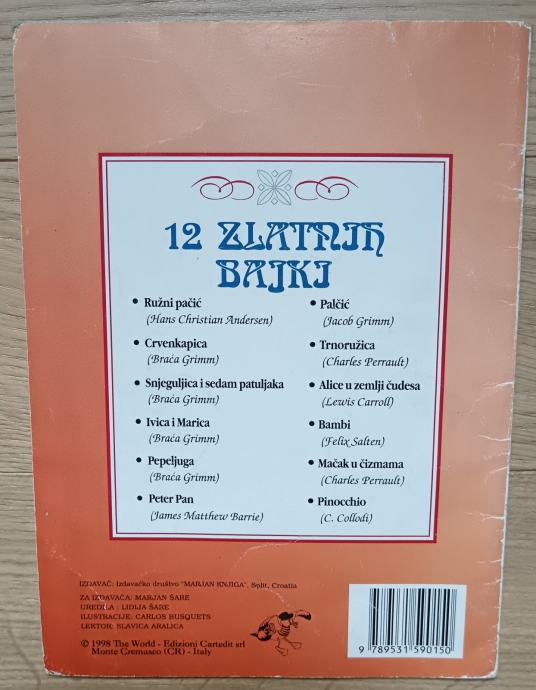 12 ZLATNIH
BAJKI
• Ružni pačić
(Hans Christian Andersen)
• Crvenkapica
(Braća Grimm)
• Snjeguljica i sedam patuljaka
(Braća Grimm)
• Ivica i Marica
(Braća Grimm)
• Pepeljuga
(Braća Grimm)
• Peter Pan
(James Matthew Barrie)
• Palčić
(Jacob Grimm)
• Trnoružica
(Charles Perrault)
• Alice u zemlji čudesa
(Lewis Carroll)
• Bambi
(Felix Salten)
• Mačak u čizmama
(Charles Perrault)
• Pinocchio
(C. Collodi)
IZDAVAČ: Izdavačko društvo "MARJAN KNJIGA", Split, Croatia
ZA IZDAVAČA: MARJAN ŠARE
UREDILA : LIDIJA ŠARE
ILUSTRACIJE: CARLOS BUSQUETS
LEKTOR: SLAVICA ARALICA
© 1998 The World - Edizioni Cartedit srl
Monte Cremasco (CR) - Italy
9 789531 590150